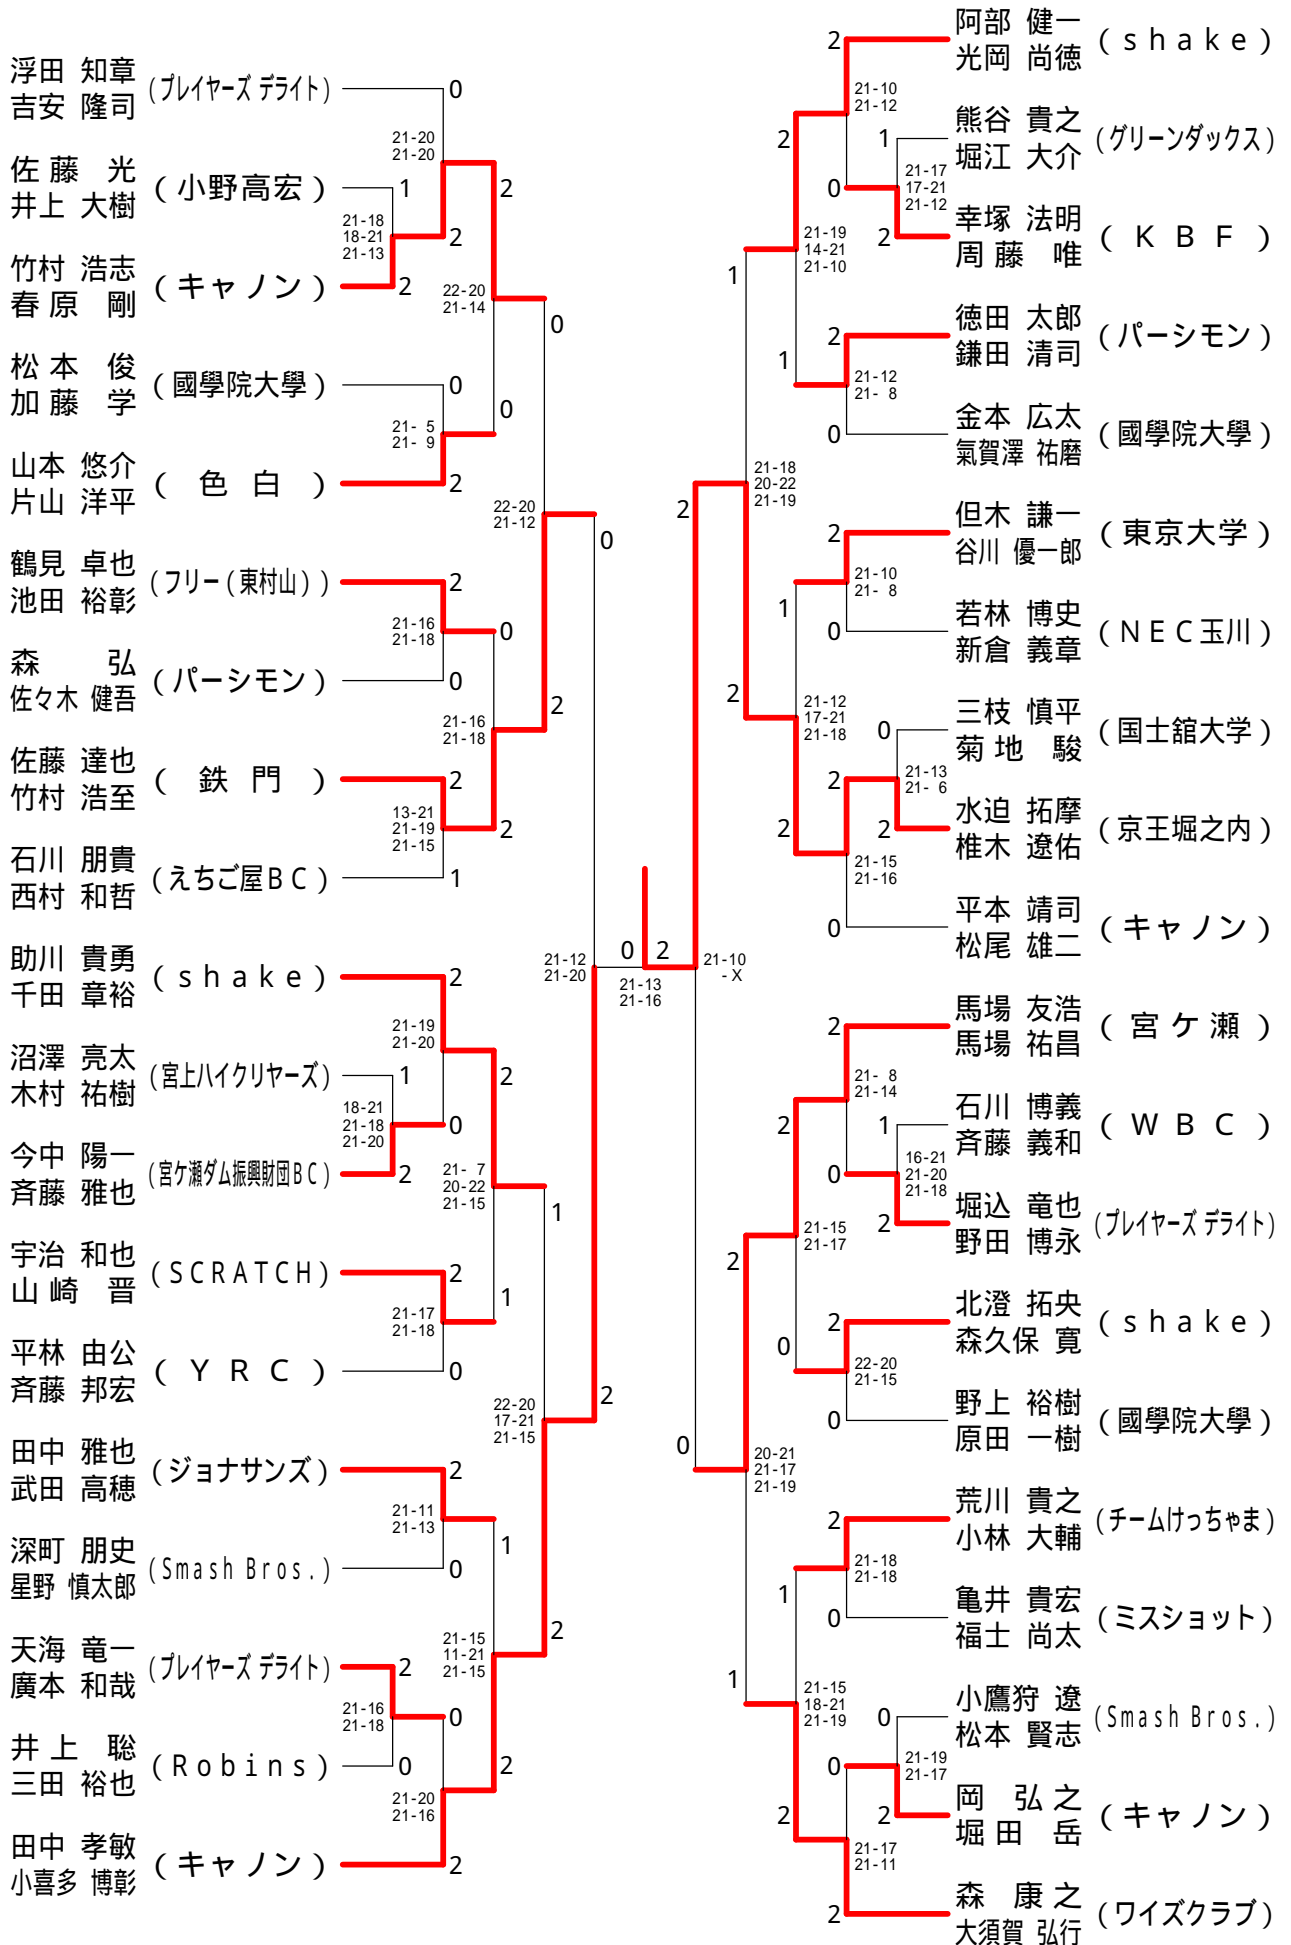 浮田 知章
吉安 隆司
(プレイヤーズ デライト)
0
21-20
21-20
佐藤 光
井上 大樹
(小野高宏)
1
2
21-18
18-21
21-13
2
竹村 浩志
春原 剛
(キャノン)
2
22-20
21-14
0
松本 俊
加藤 学
(國學院大學)
0
0
21- 5
21- 9
山本 悠介
片山 洋平
(色白)
2
22-20
21-12
0
鶴見 卓也
池田 裕彰
(フリー(東村山))
2
21-16
21-18
0
森 弘
佐々木 健吾
(パーシモン)
0
2
21-16
21-18
佐藤 達也
竹村 浩至
(鉄門)
2
13-21
21-19
21-15
2
石川 朋貴
西村 和哲
(えちご屋BC)
1
21-12
21-20
助川 貴勇
千田 章裕
(shake)
2
21-19
21-20
沼澤 亮太
木村 祐樹
(宮上ハイクリヤーズ)
1
2
18-21
21-18
21-20
0
今中 陽一
斉藤 雅也
(宮ケ瀬ダム振興財団BC)
2
21- 7
20-22
21-15
1
宇治 和也
山崎 晋
(SCRATCH)
2
1
21-17
21-18
平林 由公
斉藤 邦宏
(YRC)
0
22-20
17-21
21-15
2
田中 雅也
武田 高穂
(ジョナサンズ)
2
21-11
21-13
1
深町 朋史
星野 慎太郎
(Smash Bros.)
0
2
21-15
11-21
21-15
天海 竜一
廣本 和哉
(プレイヤーズ デライト)
2
21-16
21-18
0
井上 聡
三田 裕也
(Robins)
0
2
21-20
21-16
田中 孝敏
小喜多 博彰
(キャノン)
2
0
2
21-13
21-16
阿部 健一
光岡 尚徳
(shake)
2
21-10
21-12
熊谷 貴之
堀江 大介
(グリーンダックス)
1
2
21-17
17-21
21-12
0
幸塚 法明
周藤 唯
(KBF)
2
21-19
14-21
21-10
1
徳田 太郎
鎌田 清司
(パーシモン)
2
1
21-12
21- 8
金本 広太
氣賀澤 祐磨
(國學院大學)
0
21-18
20-22
21-19
2
但木 謙一
谷川 優一郎
(東京大学)
2
21-10
21- 8
1
若林 博史
新倉 義章
(NEC玉川)
0
2
21-12
17-21
21-18
三枝 慎平
菊地 駿
(国士舘大学)
0
21-13
21- 6
2
水迫 拓摩
椎木 遼佑
(京王堀之内)
2
2
21-15
21-16
平本 靖司
松尾 雄二
(キャノン)
0
21-10
-X
馬場 友浩
馬場 祐昌
(宮ケ瀬)
2
21- 8
21-14
石川 博義
斉藤 義和
(WBC)
1
2
16-21
21-20
21-18
0
堀込 竜也
野田 博永
(プレイヤーズ デライト)
2
21-15
21-17
2
北澄 拓央
森久保 寛
(shake)
2
0
22-20
21-15
野上 裕樹
原田 一樹
(國學院大學)
0
0
20-21
21-17
21-19
荒川 貴之
小林 大輔
(チームけっちゃま)
2
21-18
21-18
1
亀井 貴宏
福士 尚太
(ミスショット)
0
1
21-15
18-21
21-19
小鷹狩 遼
松本 賢志
(Smash Bros.)
0
21-19
21-17
0
岡 弘之
堀田 岳
(キャノン)
2
2
21-17
21-11
森 康之
大須賀 弘行
(ワイズクラブ)
2